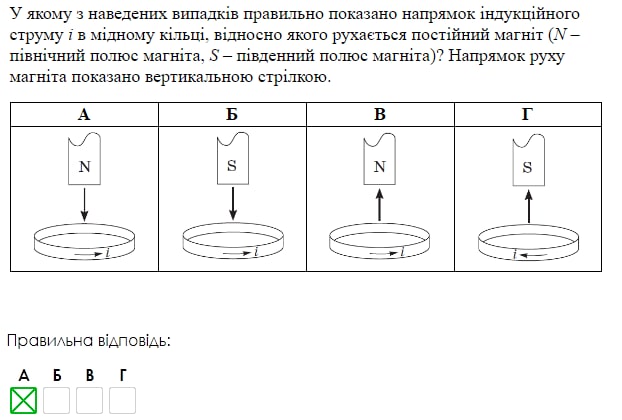 У якому з наведених випадків правильно показано напрямок індукційного
струму i в мідному кільці, відносно якого рухається постійний магніт (N –
північний полюс магніта, S – південний полюс магніта)? Напрямок руху
магніта показано вертикальною стрілкою.
А Б В Г
N S N S
i i i i
Правильна відповідь:
А Б В Г